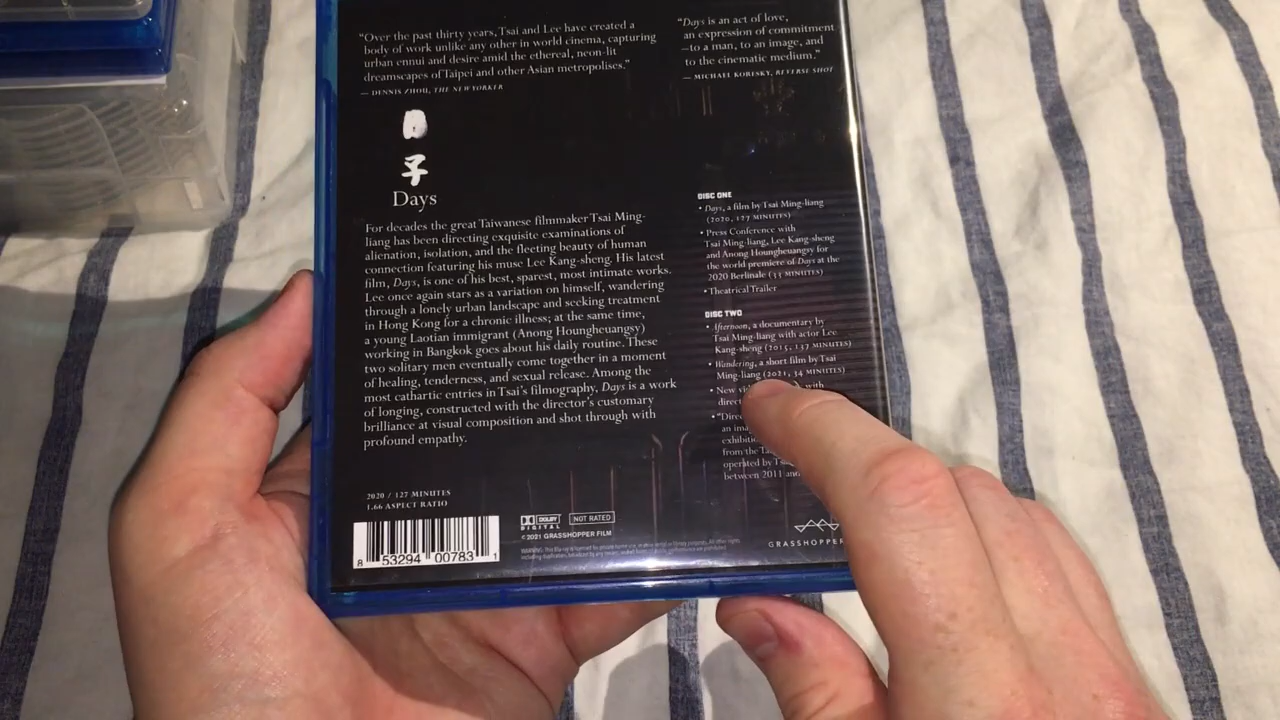 "Over the past thirty years, Tsai and Lee have created a
body of work unlike any other in world cinema, capturing
urban ennui and desire amid the ethereal, neon-lit
dreamscapes of Taipei and other Asian metropolises."
— DENNIS ZHOU, THE NEW YORKER
"Days is an act of love,
an expression of commitment
—to a man, to an image, and
to the cinematic medium."
— MICHAEL KORESKY, REVERSE SHOT
日
子
Days
For decades the great Taiwanese filmmaker Tsai Ming-
liang has been directing exquisite examinations of
alienation, isolation, and the fleeting beauty of human
connection featuring his muse Lee Kang-sheng. His latest
film, Days, is one of his best, sparest, most intimate works.
Lee once again stars as a variation on himself, wandering
through a lonely urban landscape and seeking treatment
in Hong Kong for a chronic illness; at the same time,
a young Laotian immigrant (Anong Houngheuangsy)
working in Bangkok goes about his daily routine. These
two solitary men eventually come together in a moment
of healing, tenderness, and sexual release. Among the
most cathartic entries in Tsai's filmography, Days is a work
of longing, constructed with the director's customary
brilliance at visual composition and shot through with
profound empathy.
DISC ONE
• Days, a film by Tsai Ming-liang
(2020, 127 MINUTES)
• Press Conference with
Tsai Ming-liang, Lee Kang-sheng
and Anong Houngheuangsy for
the world premiere of Days at the
2020 Berlinale (33 MINUTES)
• Theatrical Trailer
DISC TWO
• Afternoon, a documentary by
Tsai Ming-liang with actor Lee
Kang-sheng (2015, 137 MINUTES)
• Wandering, a short film by Tsai
Ming-liang (2021, 34 MINUTES)
• New with
direct
• "Direc
an ima
exhibiti
from the Ta
operated by Ts
between 2011 and
2020 / 127 MINUTES
1.66 ASPECT RATIO
8 53294 00783 1
DOLBY
DIGITAL
NOT RATED
©2021 GRASSHOPPER FILM
GRASSHOPPER